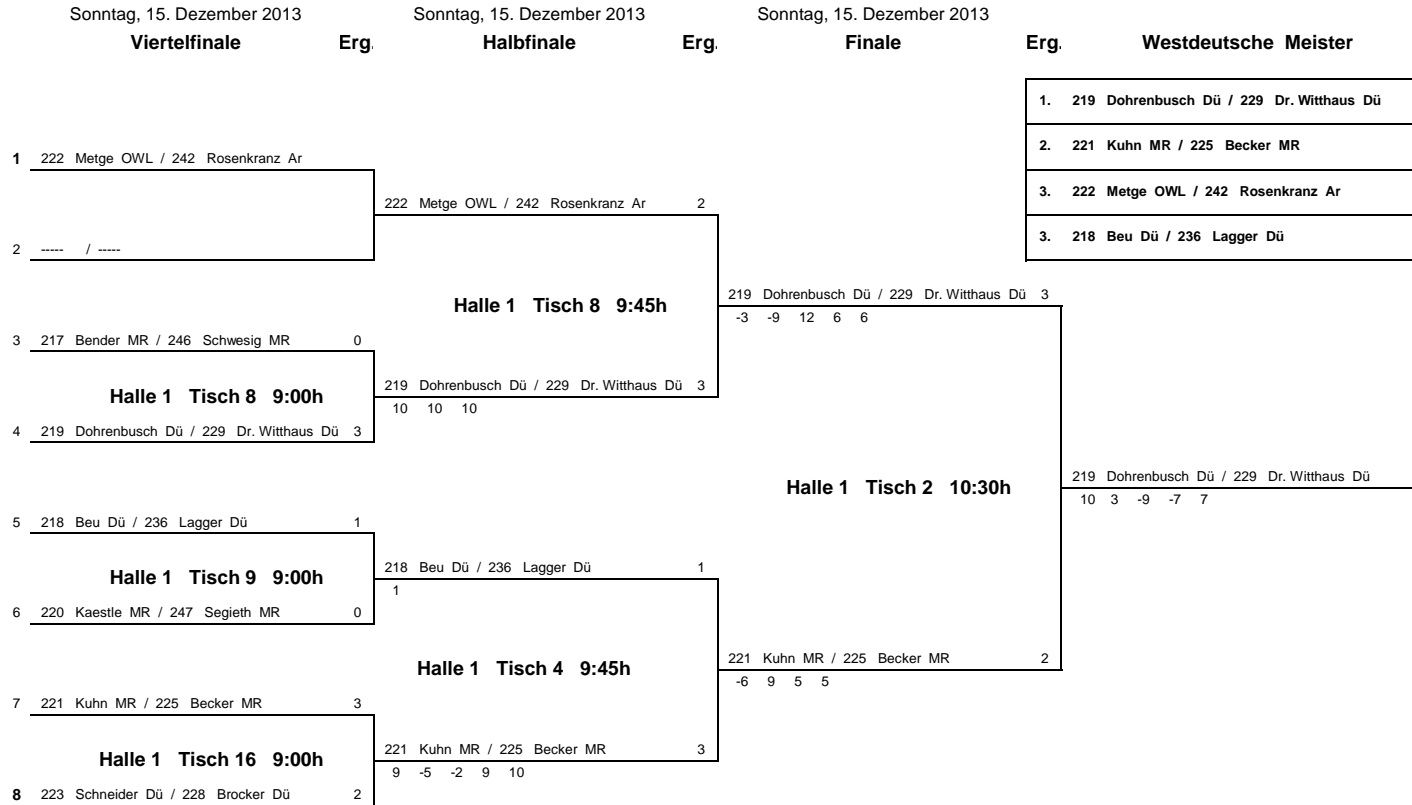 Sonntag, 15. Dezember 2013 Sonntag, 15. Dezember 2013 Sonntag, 15. Dezember 2013
Viertelfinale Erg. Halbfinale Erg. Finale Erg. Westdeutsche Meister
1. 219 Dohrenbusch Dü / 229 Dr. Witthaus Dü
2. 221 Kuhn MR / 225 Becker MR
1 222 Metge OWL / 242 Rosenkranz Ar
3. 222 Metge OWL / 242 Rosenkranz Ar
222 Metge OWL / 242 Rosenkranz Ar 2
3. 218 Beu Dü / 236 Lagger Dü
2 ----- / -----
219 Dohrenbusch Dü / 229 Dr. Witthaus Dü 3
Halle 1 Tisch 8 9:45h
-3 -9 12 6 6
3 217 Bender MR / 246 Schwesig MR 0
219 Dohrenbusch Dü / 229 Dr. Witthaus Dü 3
Halle 1 Tisch 8 9:00h
10 10 10
4 219 Dohrenbusch Dü / 229 Dr. Witthaus Dü 3
219 Dohrenbusch Dü / 229 Dr. Witthaus Dü
Halle 1 Tisch 2 10:30h
10 3 -9 -7 7
5 218 Beu Dü / 236 Lagger Dü 1
218 Beu Dü / 236 Lagger Dü 1
Halle 1 Tisch 9 9:00h
1
6 220 Kaestle MR / 247 Segieth MR 0
221 Kuhn MR / 225 Becker MR 2
Halle 1 Tisch 4 9:45h
-6 9 5 5
7 221 Kuhn MR / 225 Becker MR 3
221 Kuhn MR / 225 Becker MR 3
Halle 1 Tisch 16 9:00h
9 -5 -2 9 10
8 223 Schneider Dü / 228 Brocker Dü 2